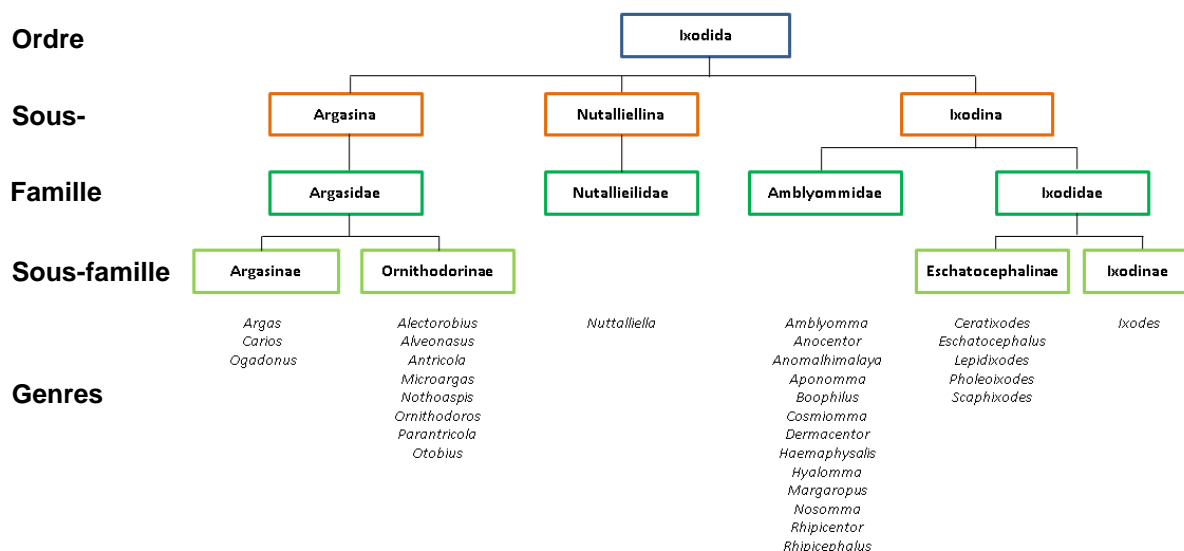 Ordre
Ixodida
Sous-
Argasina
Nutalliellina
Ixodina
Famille
Argasidae
Nutallieilidae
Amblyommidae
Ixodidae
Sous-famille
Argasinae
Ornithodorinae
Eschatocephalinae
Ixodinae
Genres
Argas
Carios
Ogadonus
Alectorobius
Alveonasus
Antricola
Microargas
Nothoaspis
Ornithodoros
Parantricola
Otobius
Nuttalliella
Amblyomma
Anocentor
Anomalhimalaya
Aponomma
Boophilus
Cosmiomma
Dermacentor
Haemaphysalis
Hyalomma
Margaropus
Nosomma
Rhipicentor
Rhipicephalus
Ceratixodes
Eschatocephalus
Lepidixodes
Pholeoixodes
Scaphixodes
Ixodes